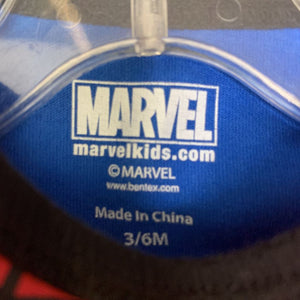 MARVEL
marvelkids.com
© MARVEL
www.bentex.com
Made In China
3/6M